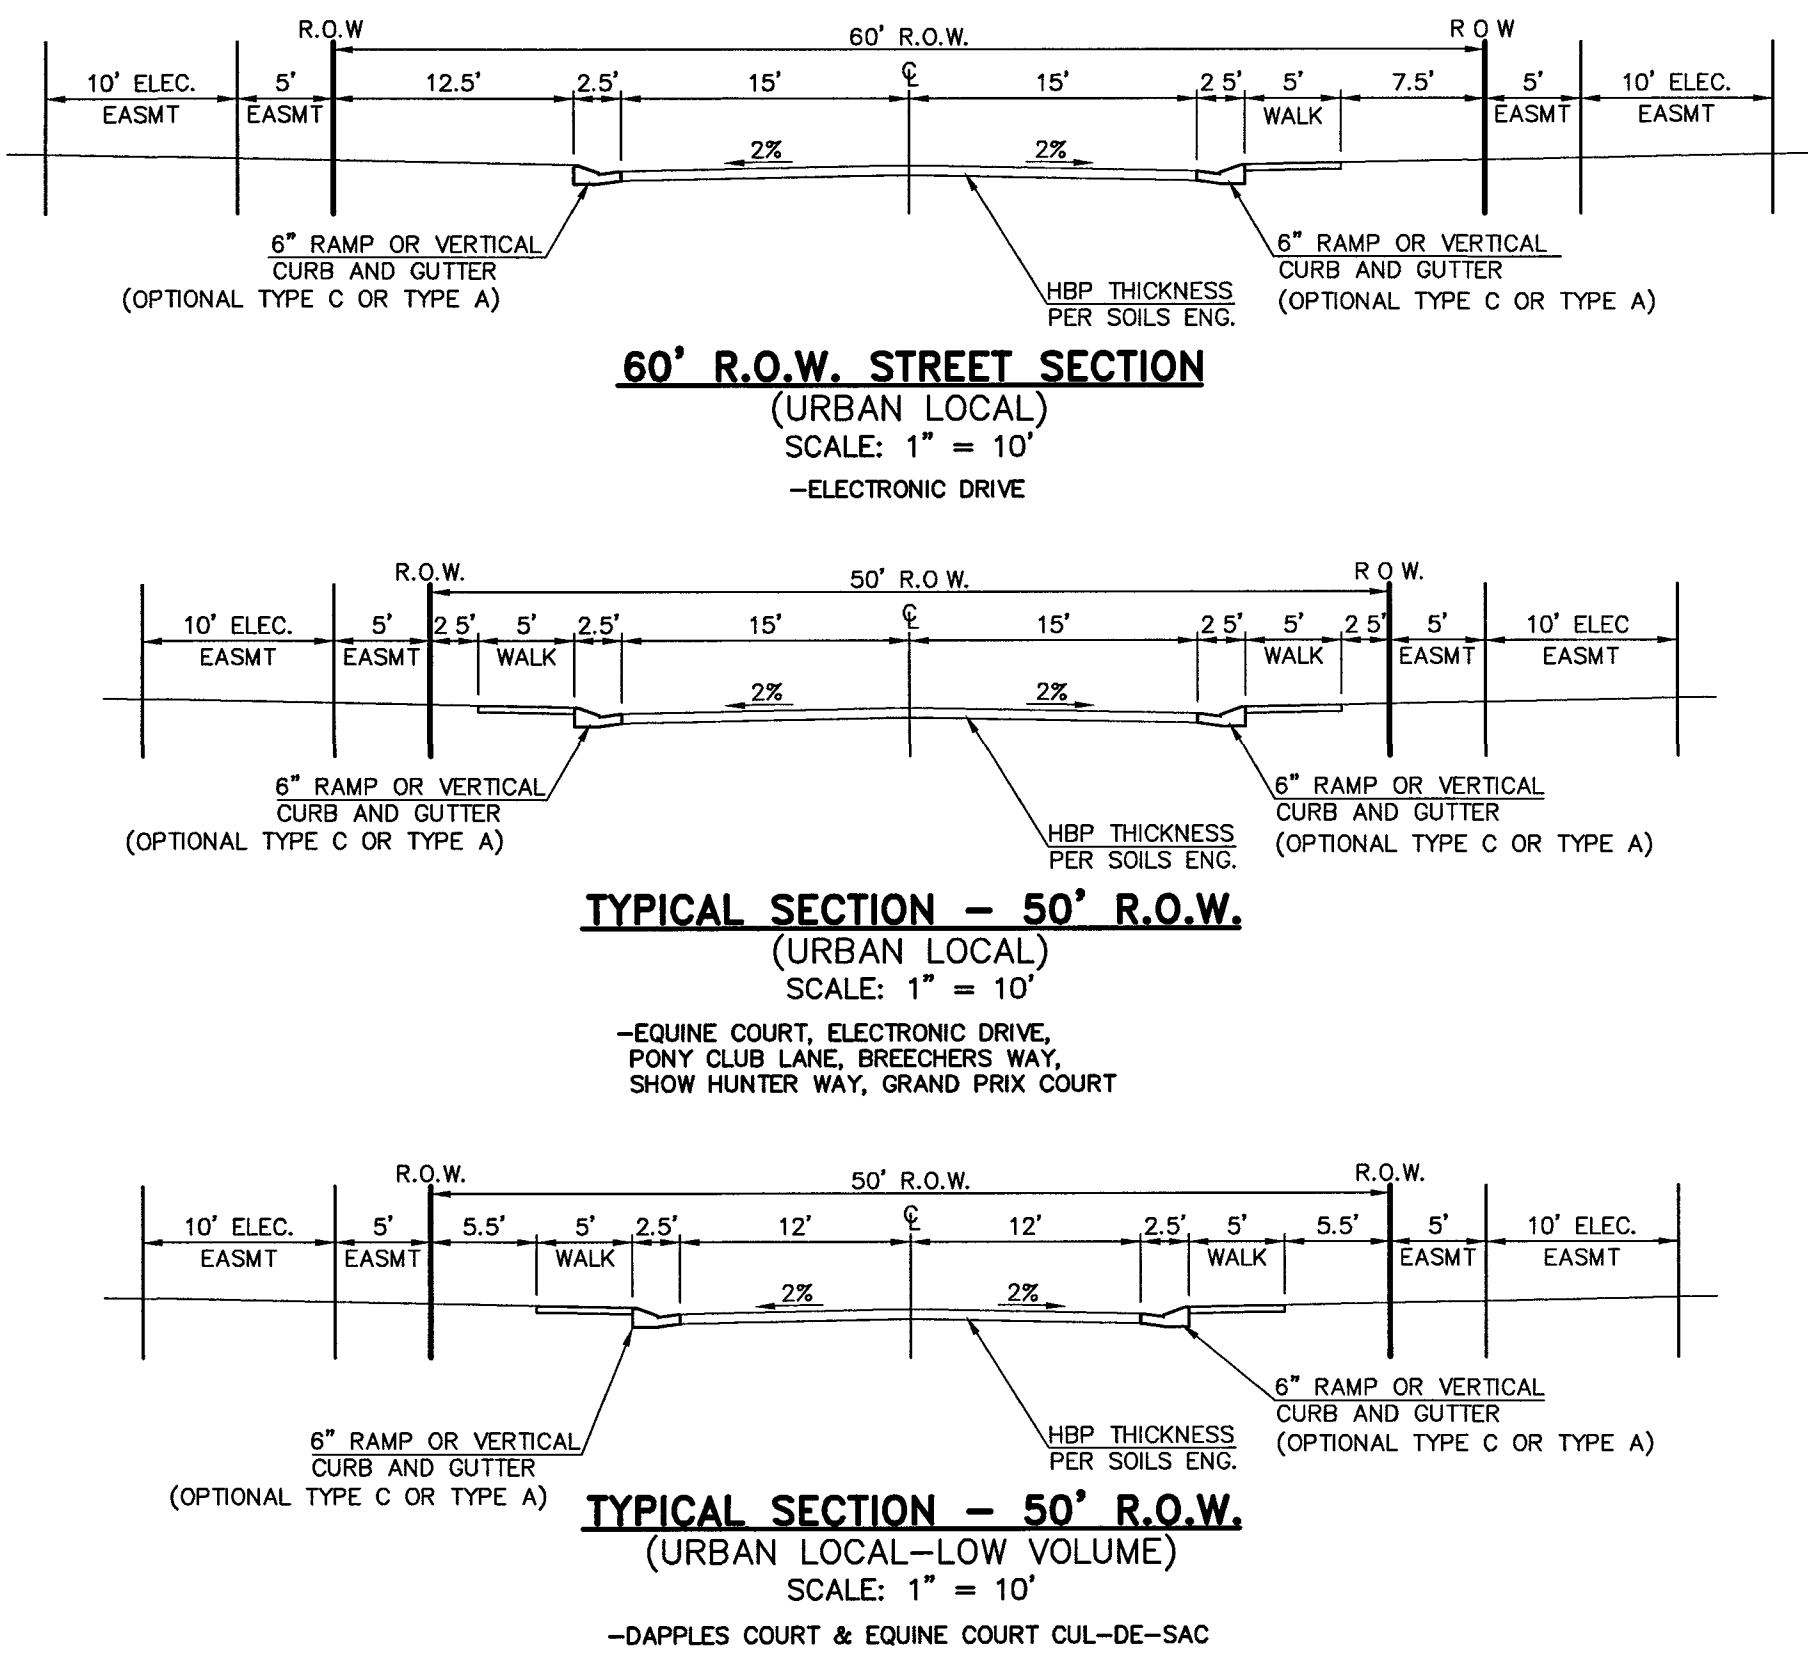 R.O.W
60' R.O.W.
R O W
10' ELEC.
EASMT
5'
EASMT
12.5'
2.5'
15'
℄
15'
2 5'
5'
WALK
7.5'
5'
EASMT
10' ELEC.
EASMT
2%
2%
6" RAMP OR VERTICAL
CURB AND GUTTER
(OPTIONAL TYPE C OR TYPE A)
HBP THICKNESS
PER SOILS ENG.
6" RAMP OR VERTICAL
CURB AND GUTTER
(OPTIONAL TYPE C OR TYPE A)
60' R.O.W. STREET SECTION
(URBAN LOCAL)
SCALE: 1" = 10'
-ELECTRONIC DRIVE
R.O.W.
50' R.O W.
R O W.
10' ELEC.
EASMT
5'
EASMT
2 5'
5'
WALK
2.5'
15'
℄
15'
2 5'
5'
WALK
2 5'
5'
EASMT
10' ELEC
EASMT
2%
2%
6" RAMP OR VERTICAL
CURB AND GUTTER
(OPTIONAL TYPE C OR TYPE A)
HBP THICKNESS
PER SOILS ENG.
6" RAMP OR VERTICAL
CURB AND GUTTER
(OPTIONAL TYPE C OR TYPE A)
TYPICAL SECTION - 50' R.O.W.
(URBAN LOCAL)
SCALE: 1" = 10'
-EQUINE COURT, ELECTRONIC DRIVE,
PONY CLUB LANE, BREECHERS WAY,
SHOW HUNTER WAY, GRAND PRIX COURT
R.O.W.
50' R.O.W.
R.O.W.
10' ELEC.
EASMT
5'
EASMT
5.5'
5'
WALK
2.5'
12'
℄
12'
2.5'
5'
WALK
5.5'
5'
EASMT
10' ELEC.
EASMT
2%
2%
6" RAMP OR VERTICAL
CURB AND GUTTER
(OPTIONAL TYPE C OR TYPE A)
HBP THICKNESS
PER SOILS ENG.
6" RAMP OR VERTICAL
CURB AND GUTTER
(OPTIONAL TYPE C OR TYPE A)
TYPICAL SECTION - 50' R.O.W.
(URBAN LOCAL-LOW VOLUME)
SCALE: 1" = 10'
-DAPPLES COURT & EQUINE COURT CUL-DE-SAC